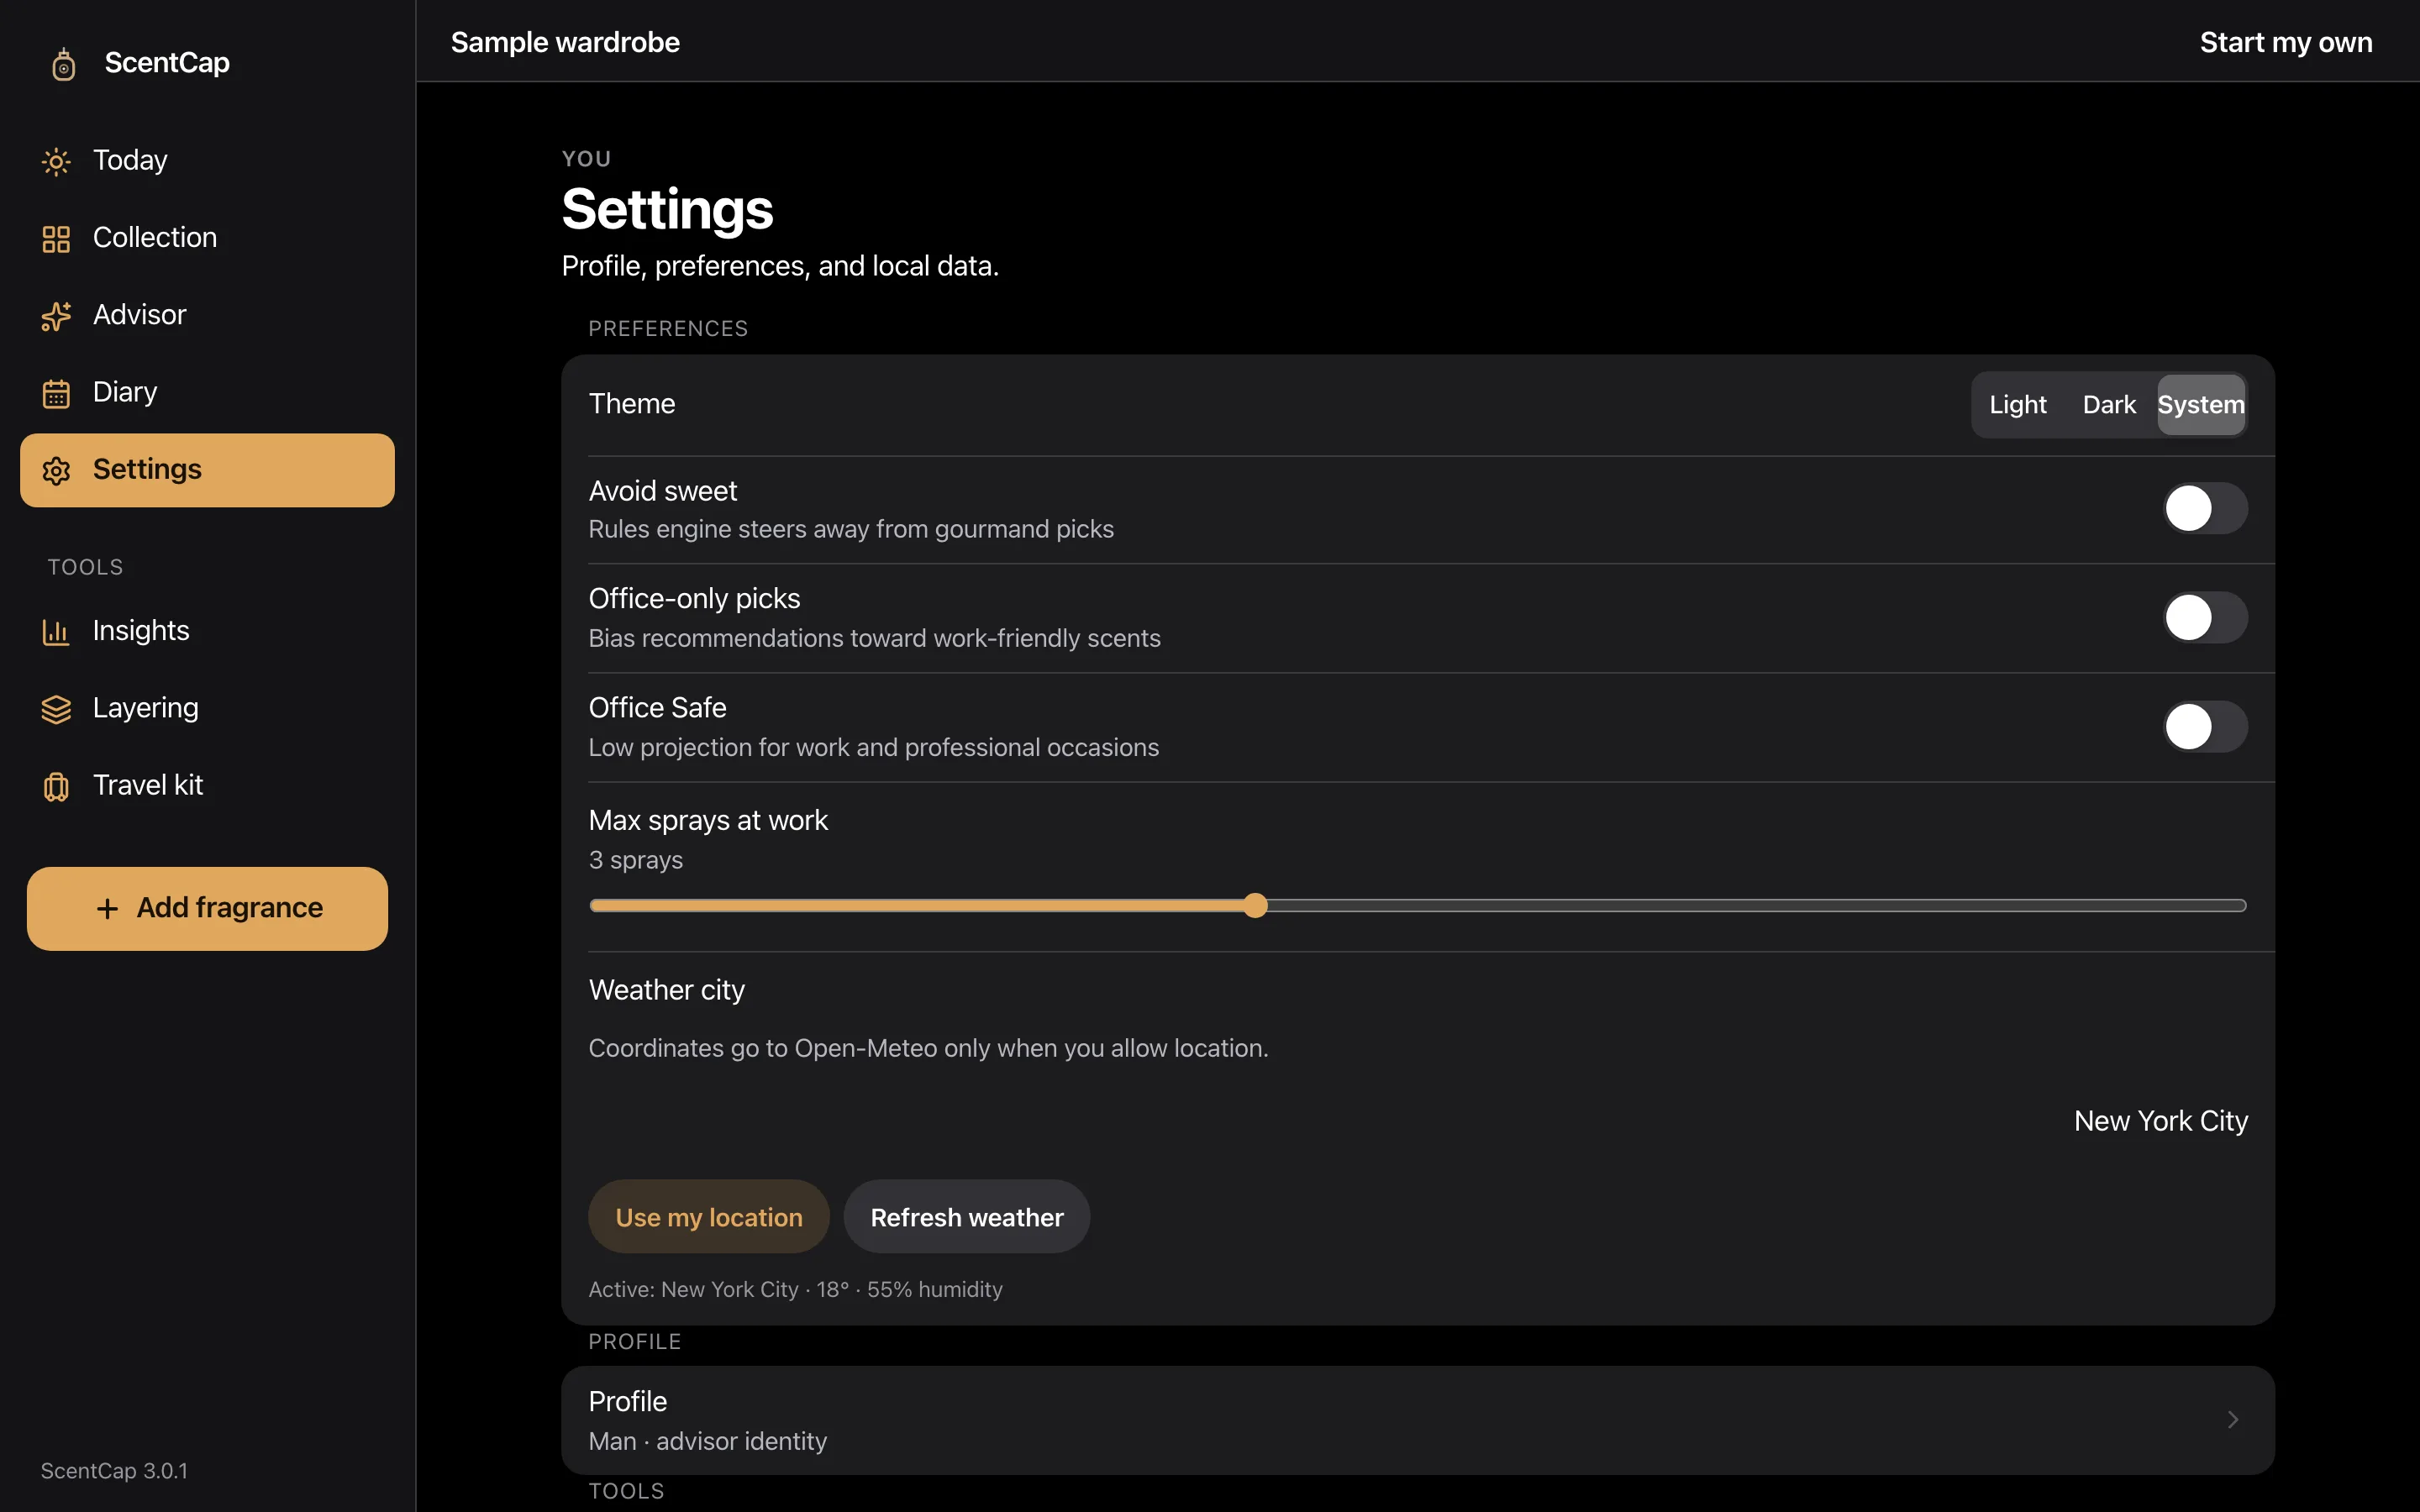 ScentCap
Today
Collection
Advisor
Diary
Settings
TOOLS
Insights
Layering
Travel kit
Add fragrance
ScentCap 3.0.1
Sample wardrobe
Start my own
YOU
Settings
Profile, preferences, and local data.
PREFERENCES
Theme
Light Dark System
Avoid sweet
Rules engine steers away from gourmand picks
Office-only picks
Bias recommendations toward work-friendly scents
Office Safe
Low projection for work and professional occasions
Max sprays at work
3 sprays
Weather city
Coordinates go to Open-Meteo only when you allow location.
New York City
Use my location
Refresh weather
Active: New York City · 18° · 55% humidity
PROFILE
Profile
Man · advisor identity
TOOLS